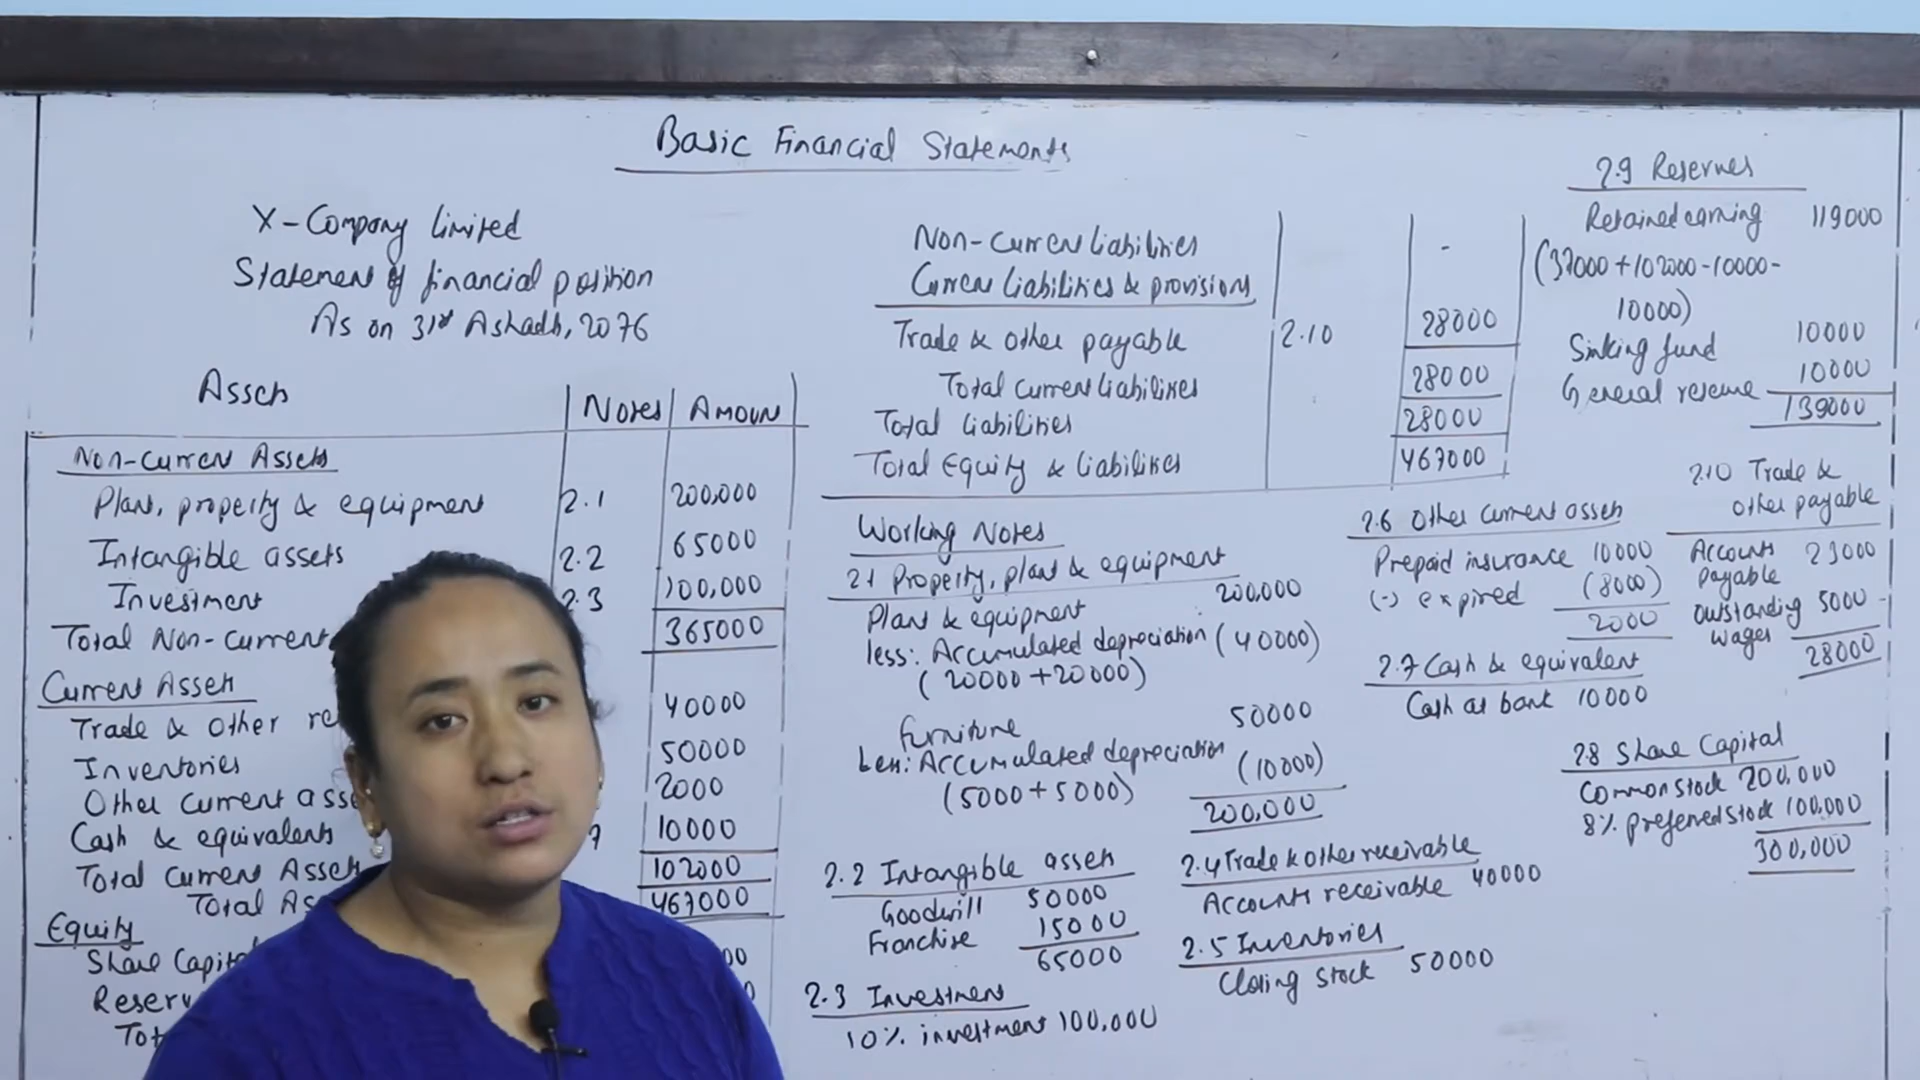 Basic Financial Statements
X-Company Limited
Statement of financial position
As on 31st Ashadh, 2076
Assets
Notes
Amount
Non-Current Assets
Plant, property & equipment 2.1 200,000
Intangible assets 2.2 65000
Investment 2.3 100,000
Total Non-current 365000
Current Assets
Trade & Other 40000
Inventories 50000
Other current 2000
Cash & equivalents 10000
Total current Assets 102000
Total 467000
Equity
Share
Non-Current liabilities -
Current liabilities & provisions
Trade & other payable 2.10 28000
Total current liabilities 28000
Total liabilities 28000
Total Equity & liabilities 467000
Working Notes
2.1 Property, plant & equipment
Plant & equipment 200,000
less: Accumulated depreciation (40000)
(20000 + 20000)
furniture 50000
Less: Accumulated depreciation (10000)
(5000 + 5000)
200,000
2.2 Intangible assets
Goodwill 50000
Franchise 15000
65000
2.3 Investment
10% investment 100,000
2.4 Trade & other receivable
Accounts receivable 40000
2.5 Inventories
Closing stock 50000
2.6 Other current assets
Prepaid insurance 10000
(-) expired (8000)
2000
2.7 Cash & equivalent
Cash at bank 10000
2.8 Share Capital
Common stock 200,000
8% preferred stock 100,000
300,000
2.9 Reserves
Retained earning 119000
(37000 + 102000 - 10000 -
10000)
Sinking fund 10000
General reserve 10000
139000
2.10 Trade &
other payable
Accounts 23000
payable
Outstanding 5000
wages
28000